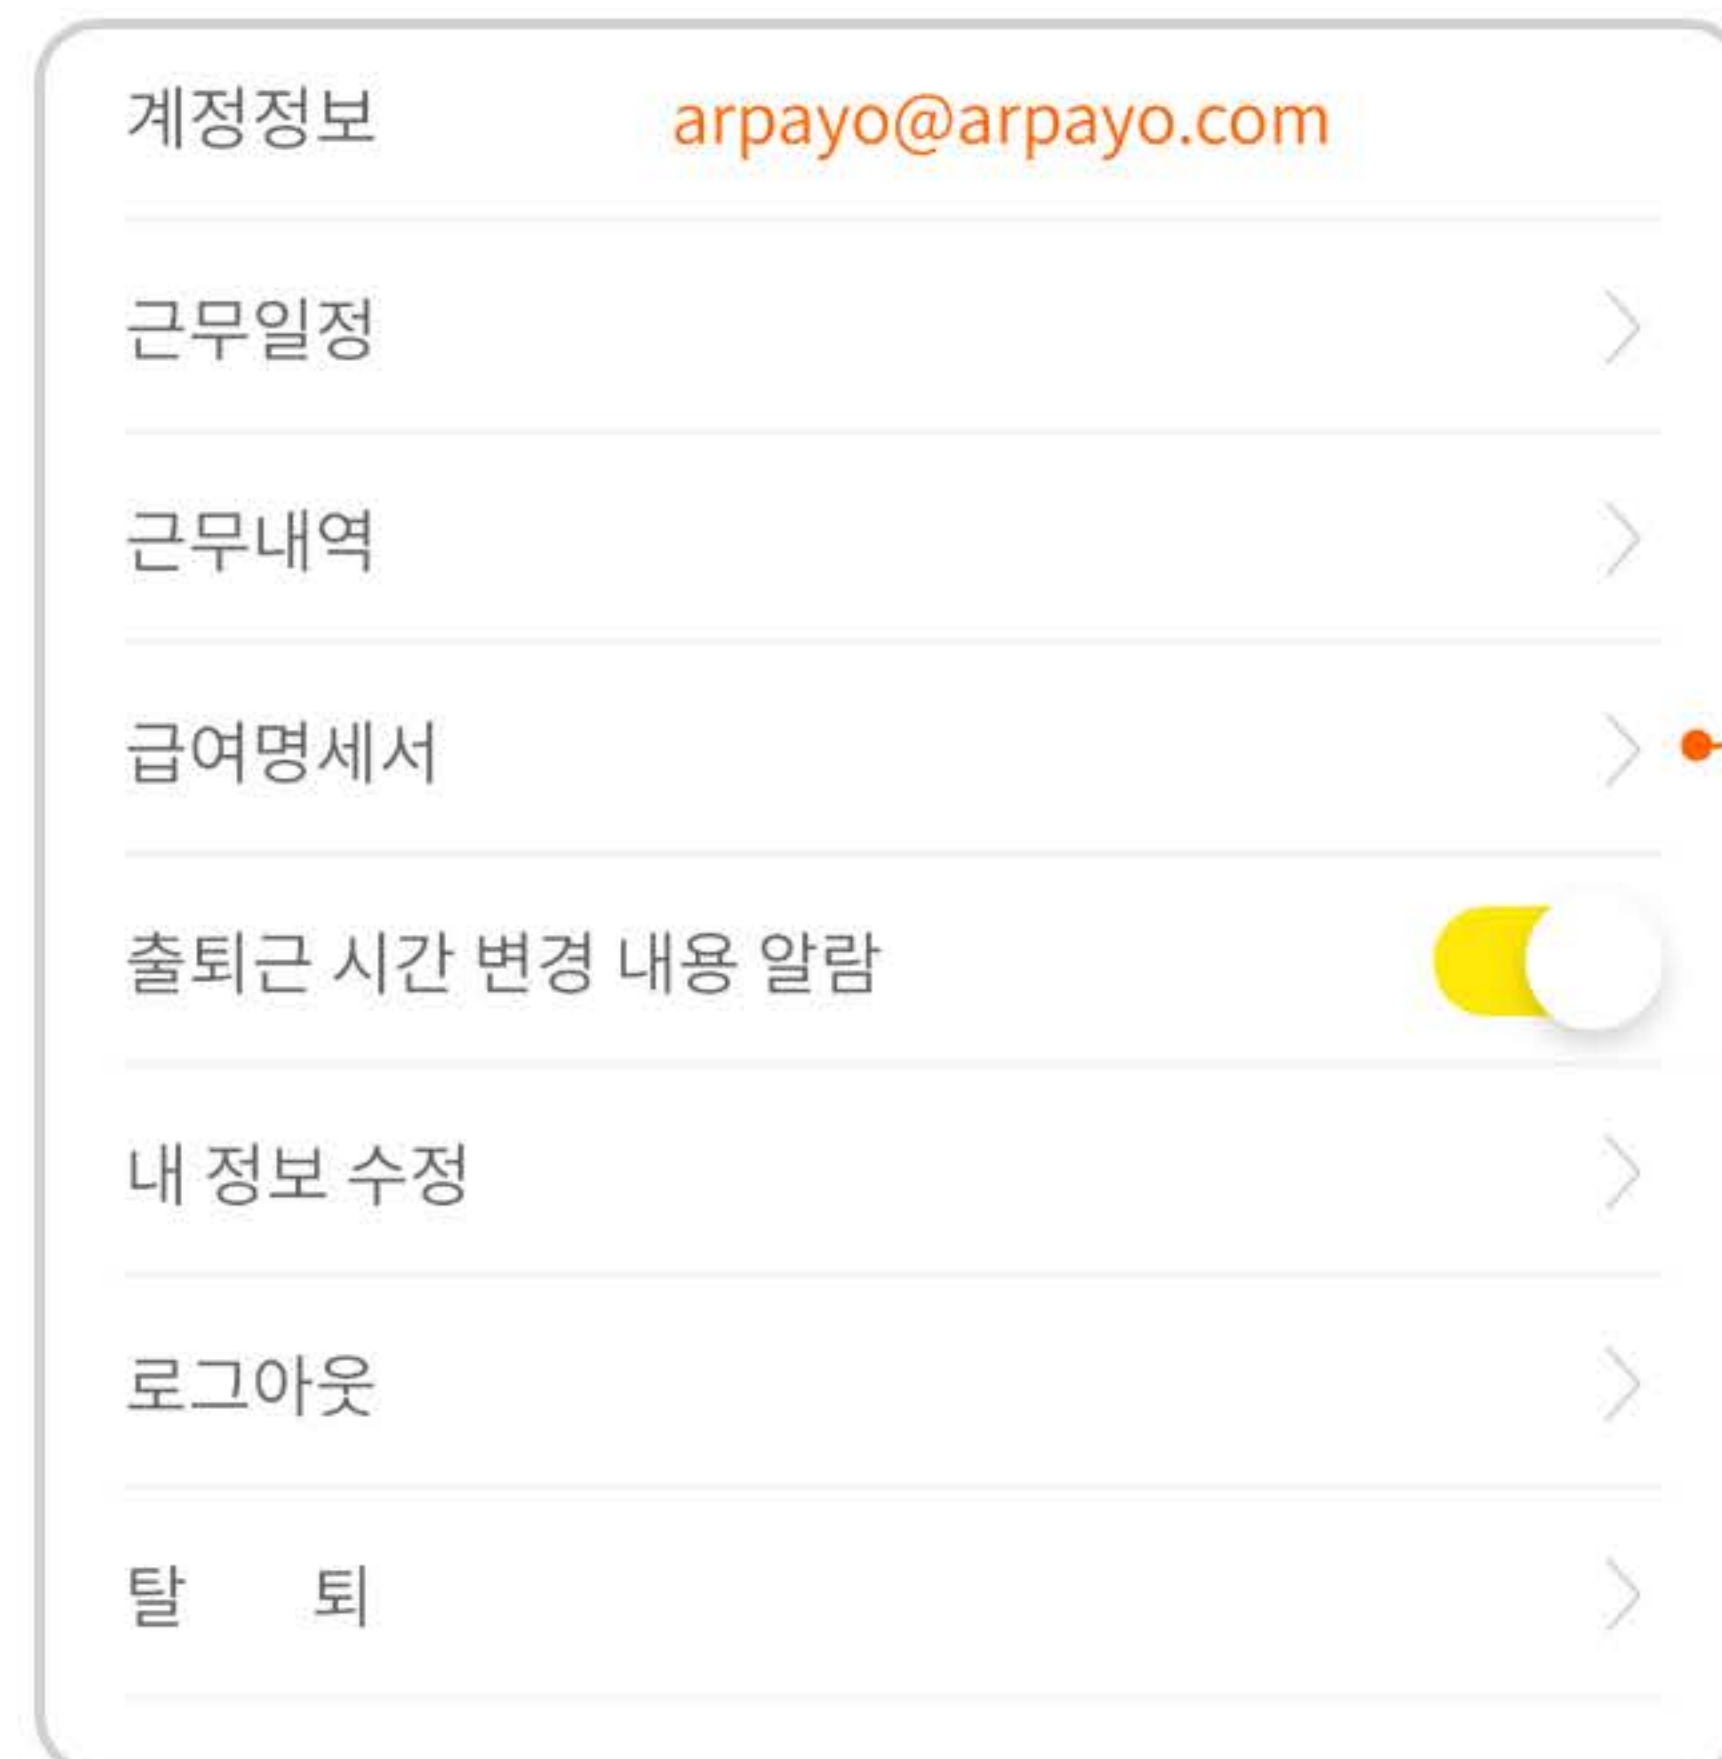 계정정보 arpayo@arpayo.com
근무일정
근무내역
급여명세서
출퇴근 시간 변경 내용 알람
내 정보 수정
로그아웃
탈 퇴